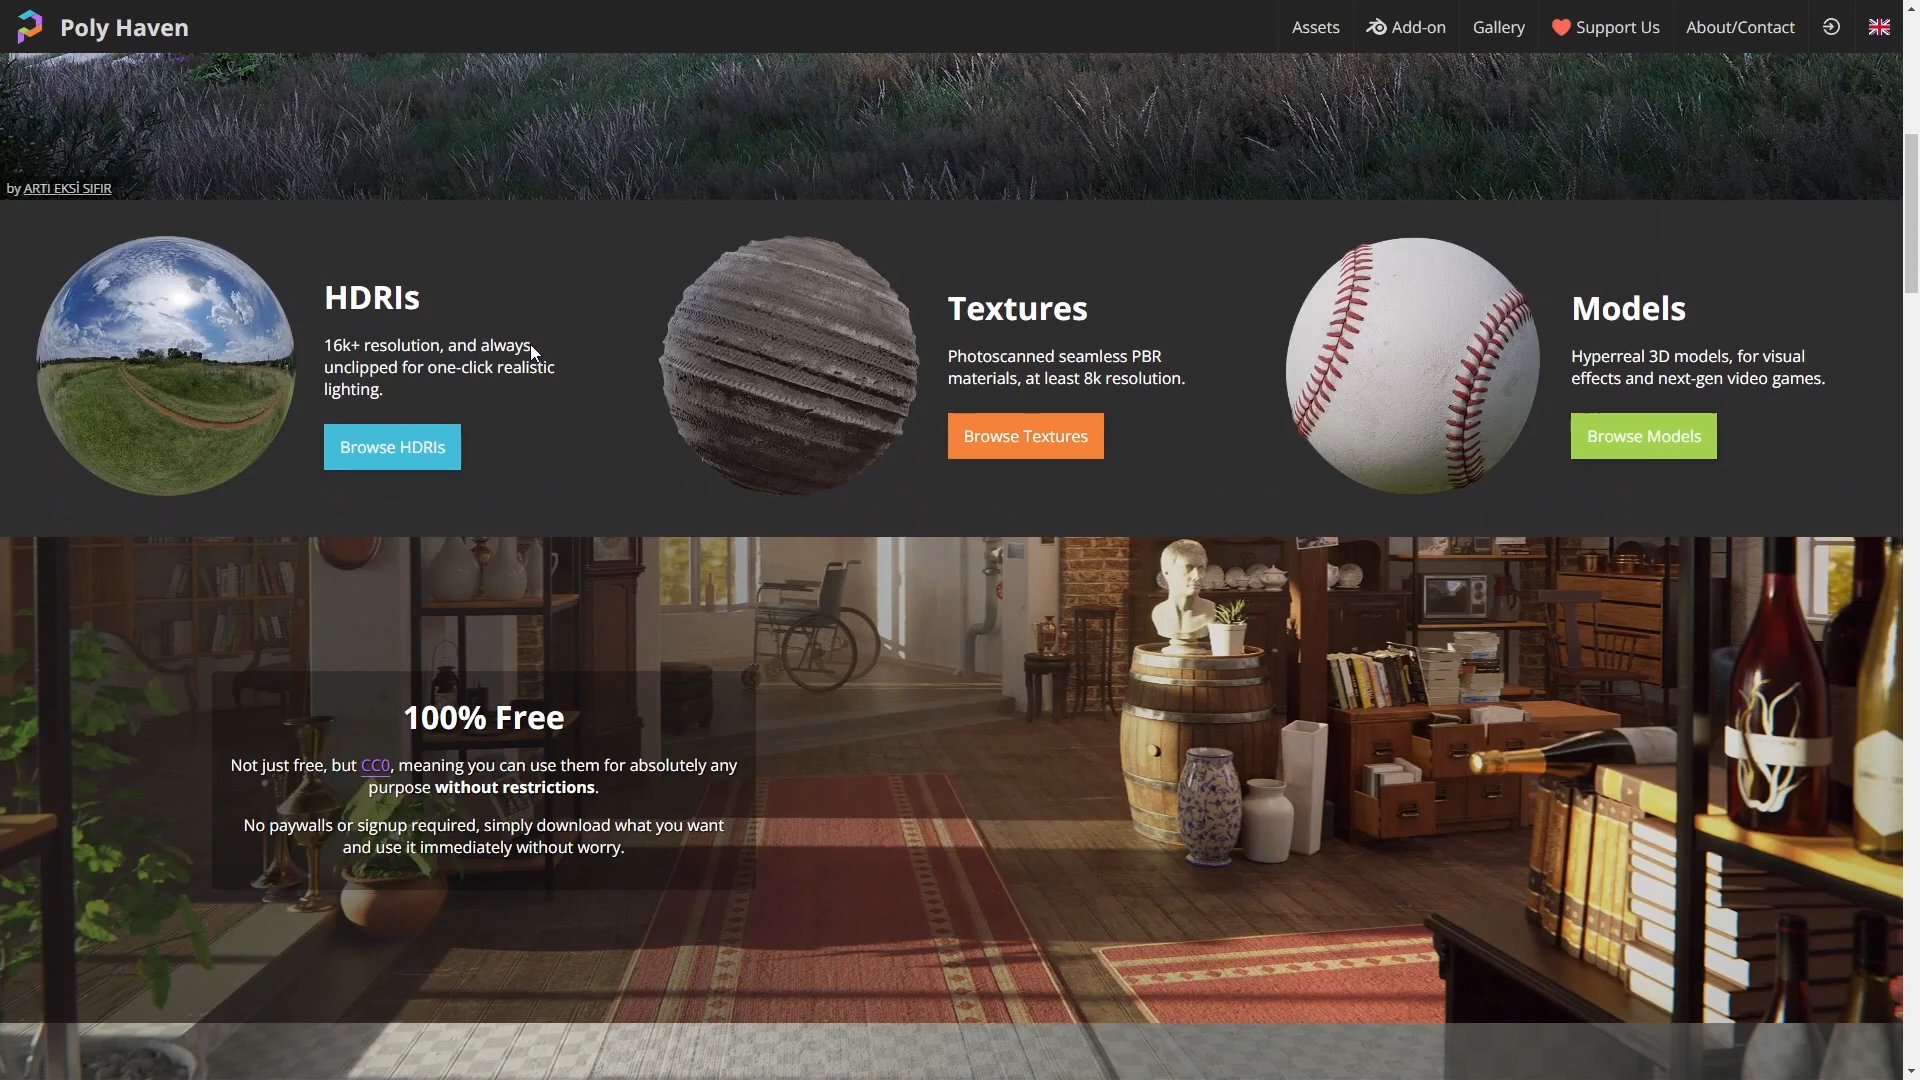 Poly Haven
Assets
Add-on
Gallery
Support Us
About/Contact
by ARTI EKSİ SIFIR
HDRIs
16k+ resolution, and always
unclipped for one-click realistic
lighting.
Browse HDRIs
Textures
Photoscanned seamless PBR
materials, at least 8k resolution.
Browse Textures
Models
Hyperreal 3D models, for visual
effects and next-gen video games.
Browse Models
100% Free
Not just free, but CC0, meaning you can use them for absolutely any
purpose without restrictions.
No paywalls or signup required, simply download what you want
and use it immediately without worry.